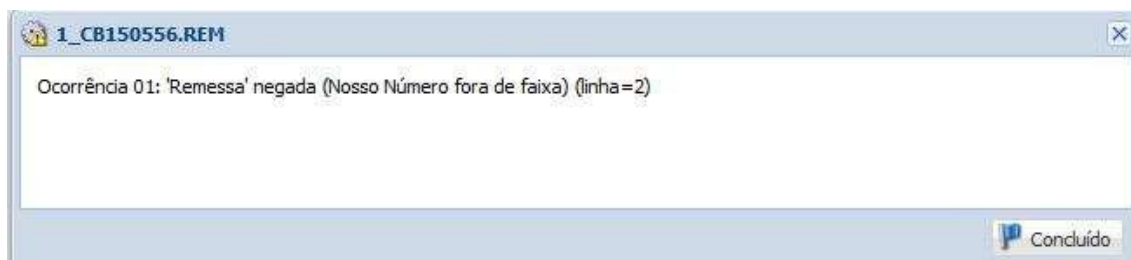 1_CB150556.REM
Ocorrência 01: 'Remessa' negada (Nosso Número fora de faixa) (linha=2)
Concluído